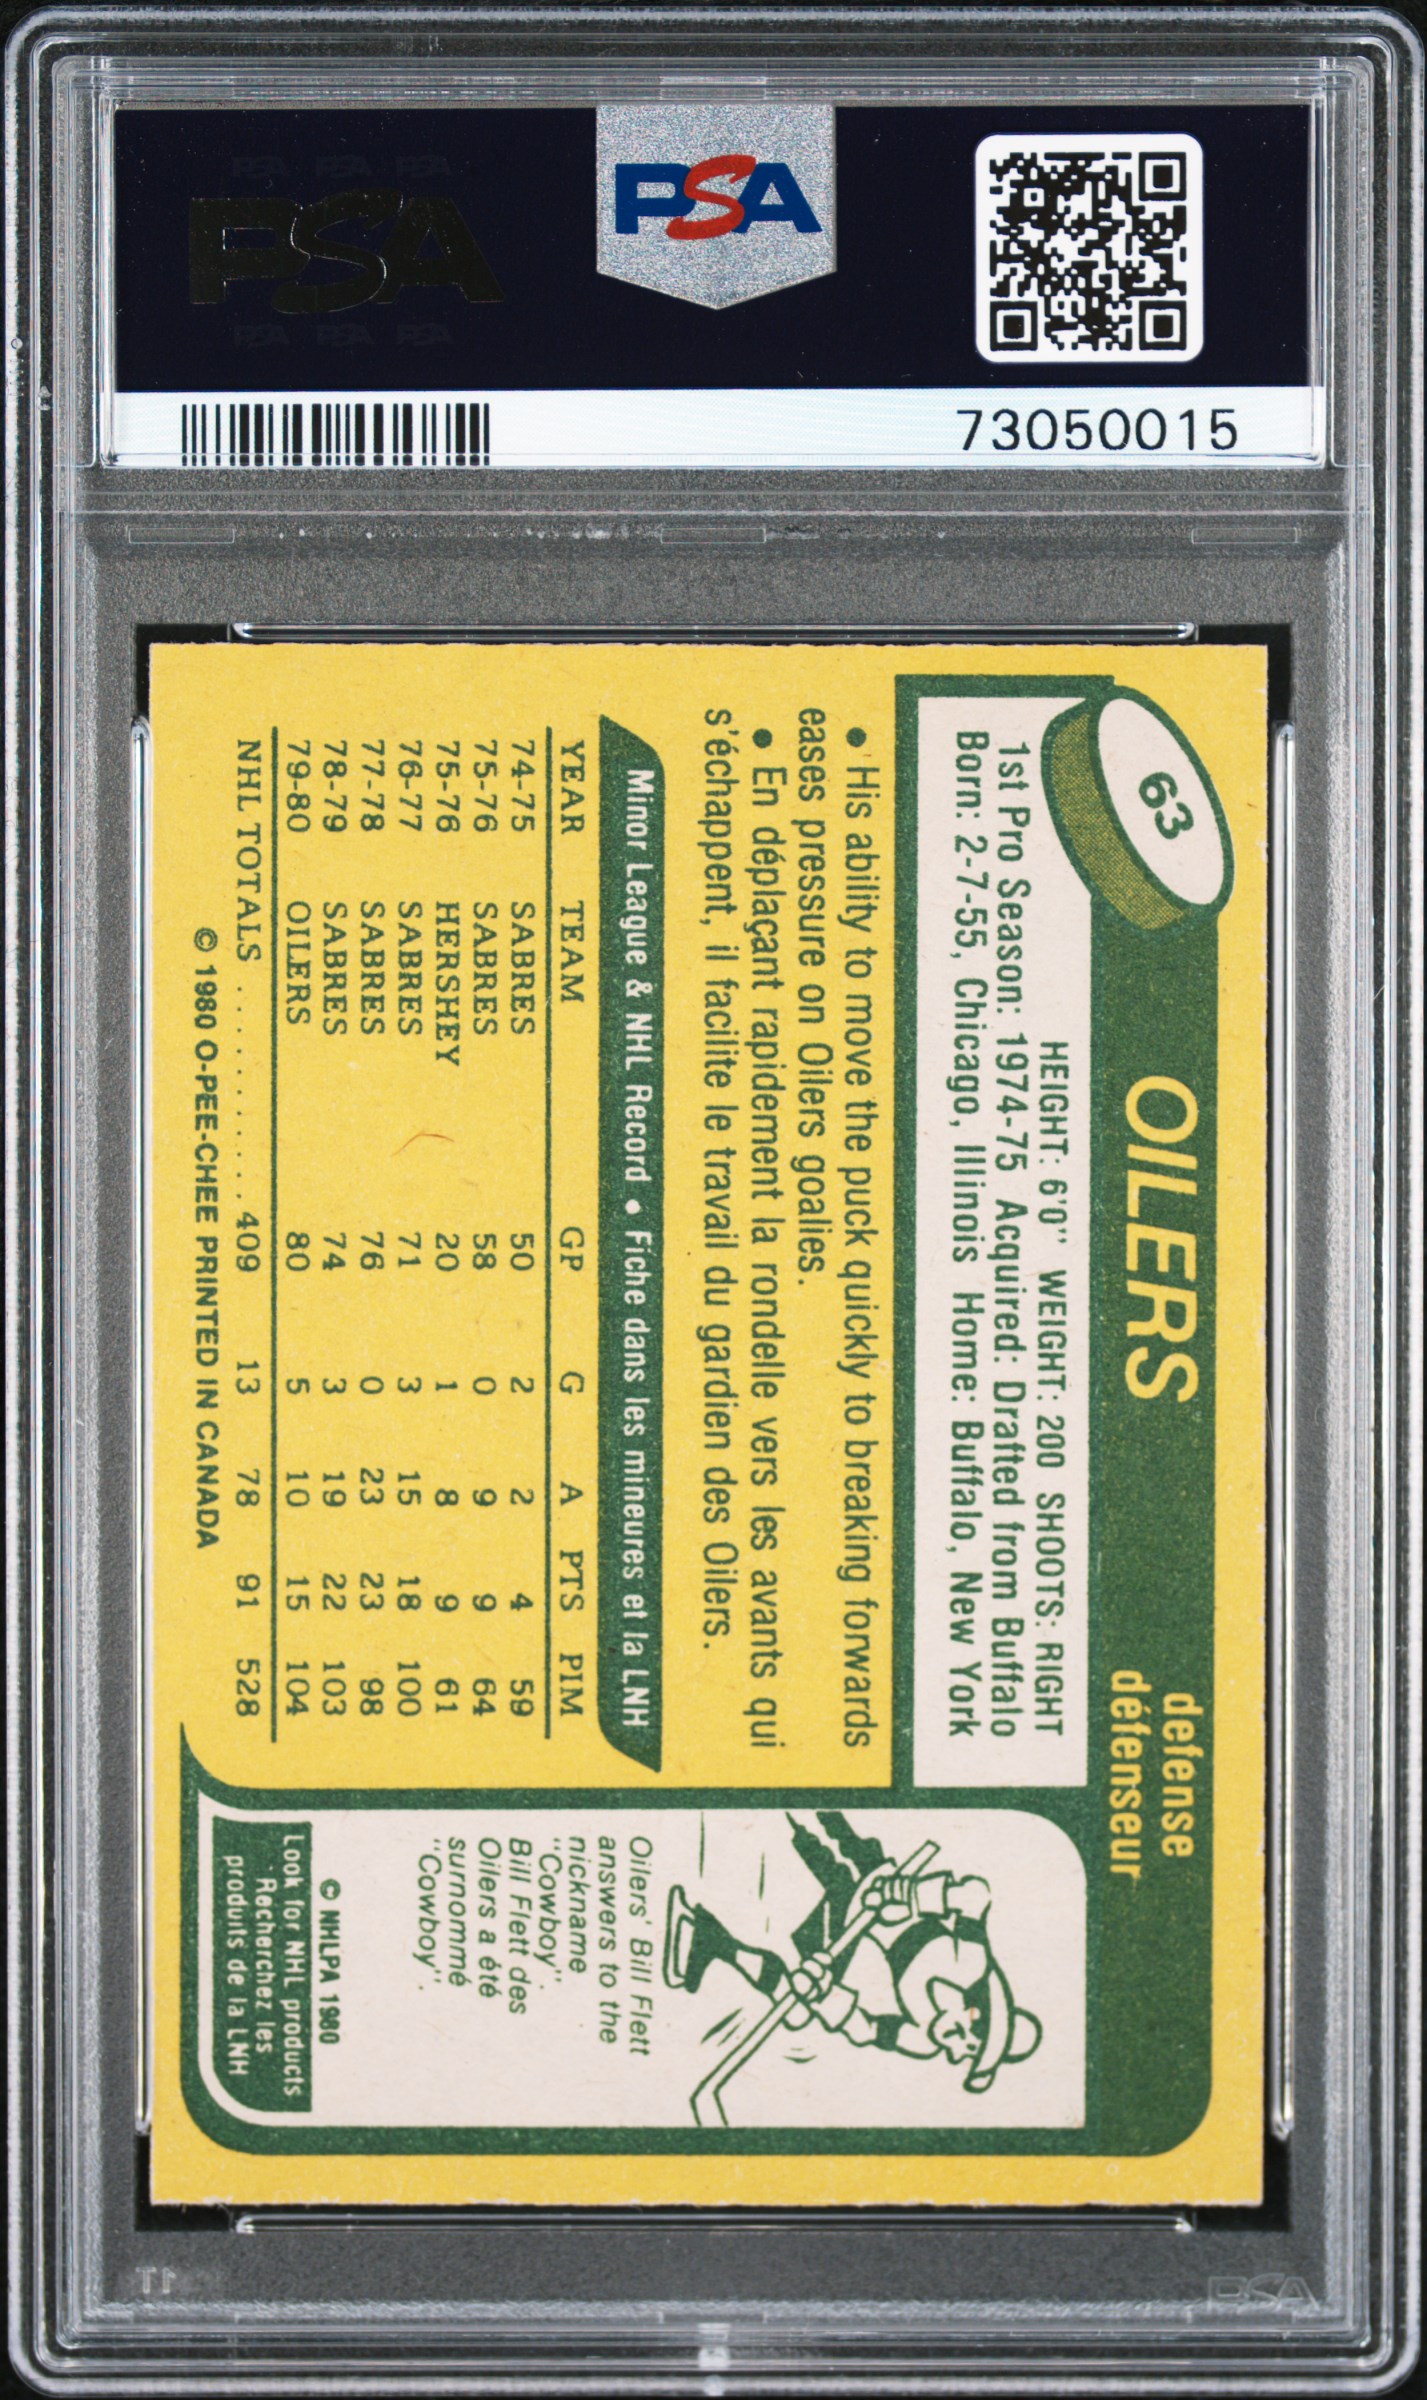 PSA
PSA PSA PSA
PSA
PSA PSA PSA
73050015
63
OILERS
defense
défenseur
HEIGHT: 6'0" WEIGHT: 200 SHOOTS: RIGHT
1st Pro Season: 1974-75 Acquired: Drafted from Buffalo
Born: 2-7-55, Chicago, Illinois Home: Buffalo, New York
● His ability to move the puck quickly to breaking forwards
eases pressure on Oilers goalies.
● En déplaçant rapidement la rondelle vers les avants qui
s'échappent, il facilite le travail du gardien des Oilers.
Minor League & NHL Record • Fiche dans les mineures et la LNH
YEAR TEAM GP G A PTS PIM
74-75 SABRES 50 2 2 4 59
75-76 SABRES 58 0 9 9 64
75-76 HERSHEY 20 1 8 9 61
76-77 SABRES 71 3 15 18 100
77-78 SABRES 76 0 23 23 98
78-79 SABRES 74 3 19 22 103
79-80 OILERS 80 5 10 15 104
NHL TOTALS .......... 409 13 78 91 528
© 1980 O-PEE-CHEE PRINTED IN CANADA
Oilers' Bill Flett
answers to the
nickname
"Cowboy".
Bill Flett des
Oilers a été
surnommé
"Cowboy".
© NHLPA 1980
Look for NHL products
Recherchez les
produits de la LNH
PSA